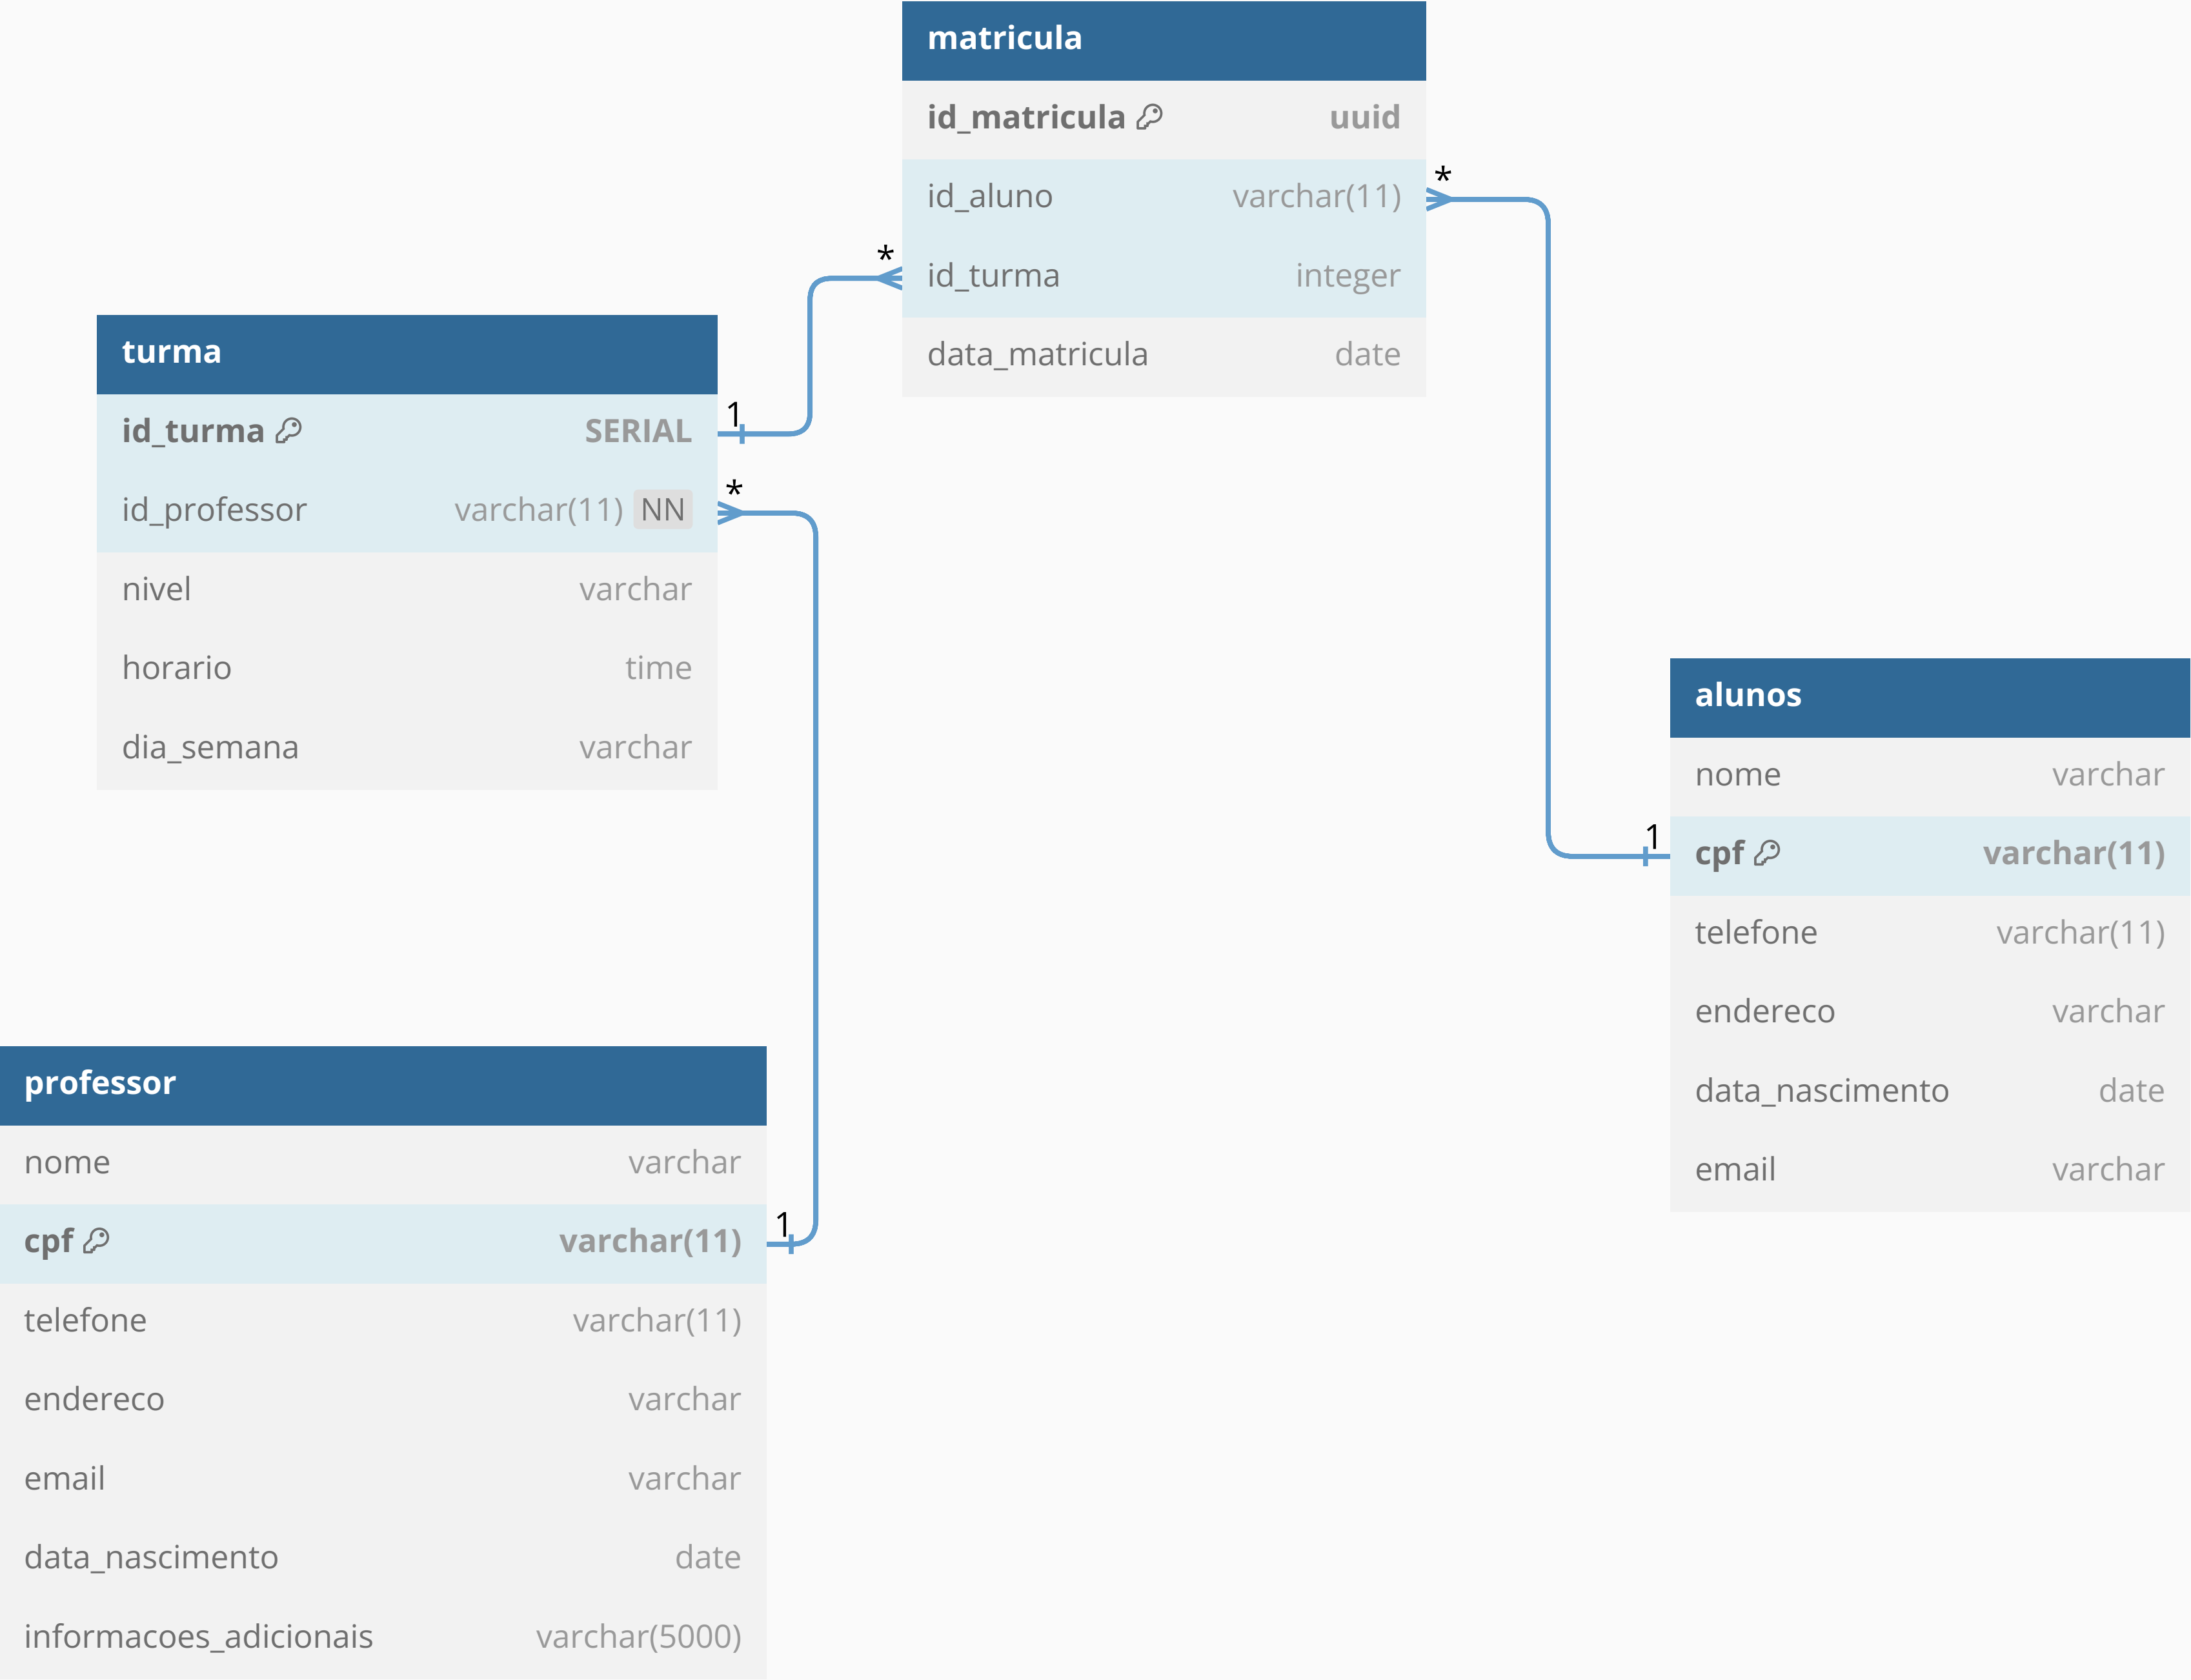 matricula
id_matricula uuid
id_aluno varchar(11)
id_turma integer
data_matricula date
*
*
turma
id_turma SERIAL
id_professor varchar(11) NN
nivel varchar
horario time
dia_semana varchar
1
*
alunos
nome varchar
cpf varchar(11)
telefone varchar(11)
endereco varchar
data_nascimento date
email varchar
1
professor
nome varchar
cpf varchar(11)
telefone varchar(11)
endereco varchar
email varchar
data_nascimento date
informacoes_adicionais varchar(5000)
1